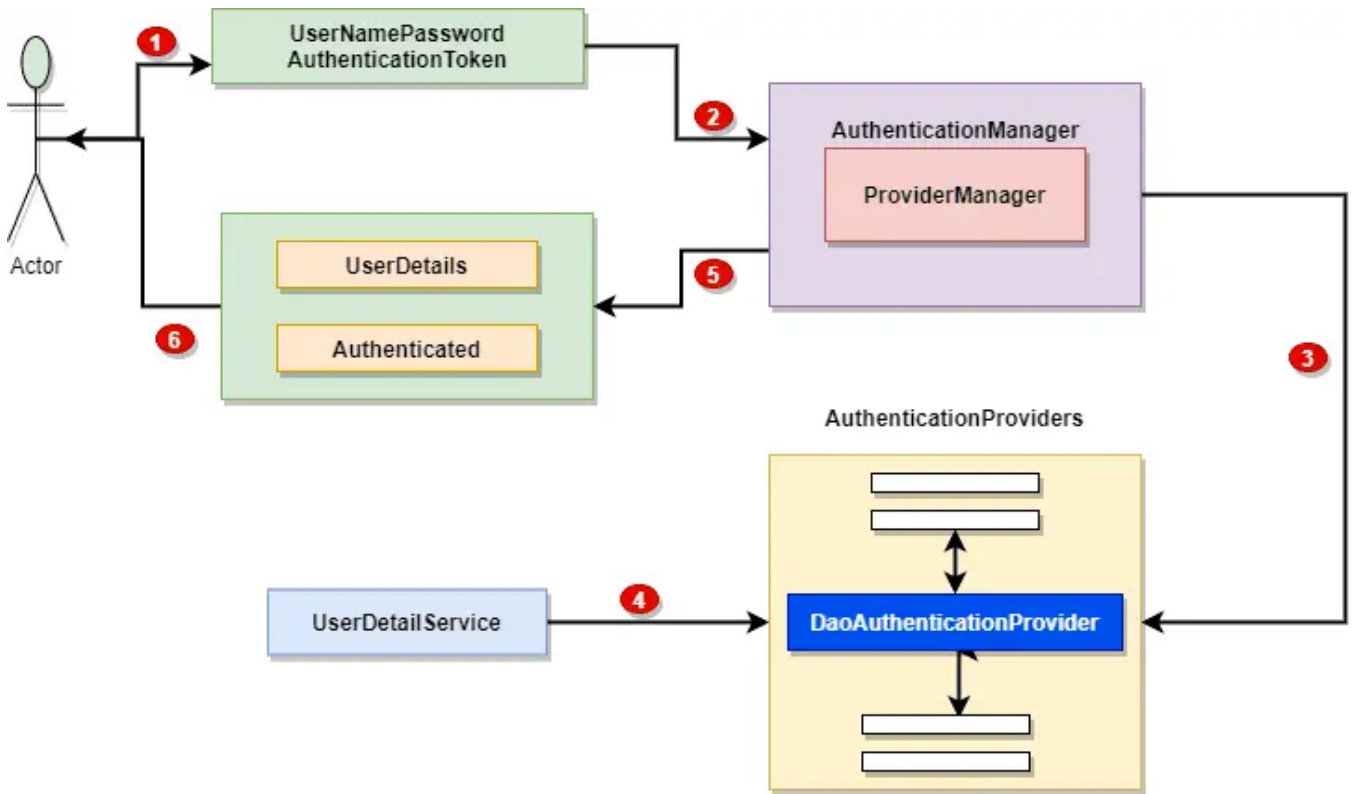 1
UserNamePassword
AuthenticationToken
2
AuthenticationManager
ProviderManager
Actor
UserDetails
5
Authenticated
6
3
AuthenticationProviders
4
UserDetailService
DaoAuthenticationProvider